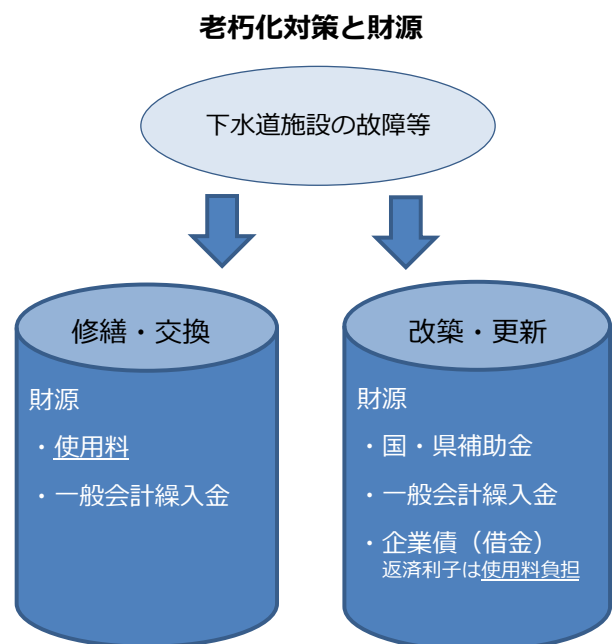 老朽化対策と財源
下水道施設の故障等
修繕・交換
財源
・使用料
・一般会計繰入金
改築・更新
財源
・国・県補助金
・一般会計繰入金
・企業債（借金）
返済利子は使用料負担